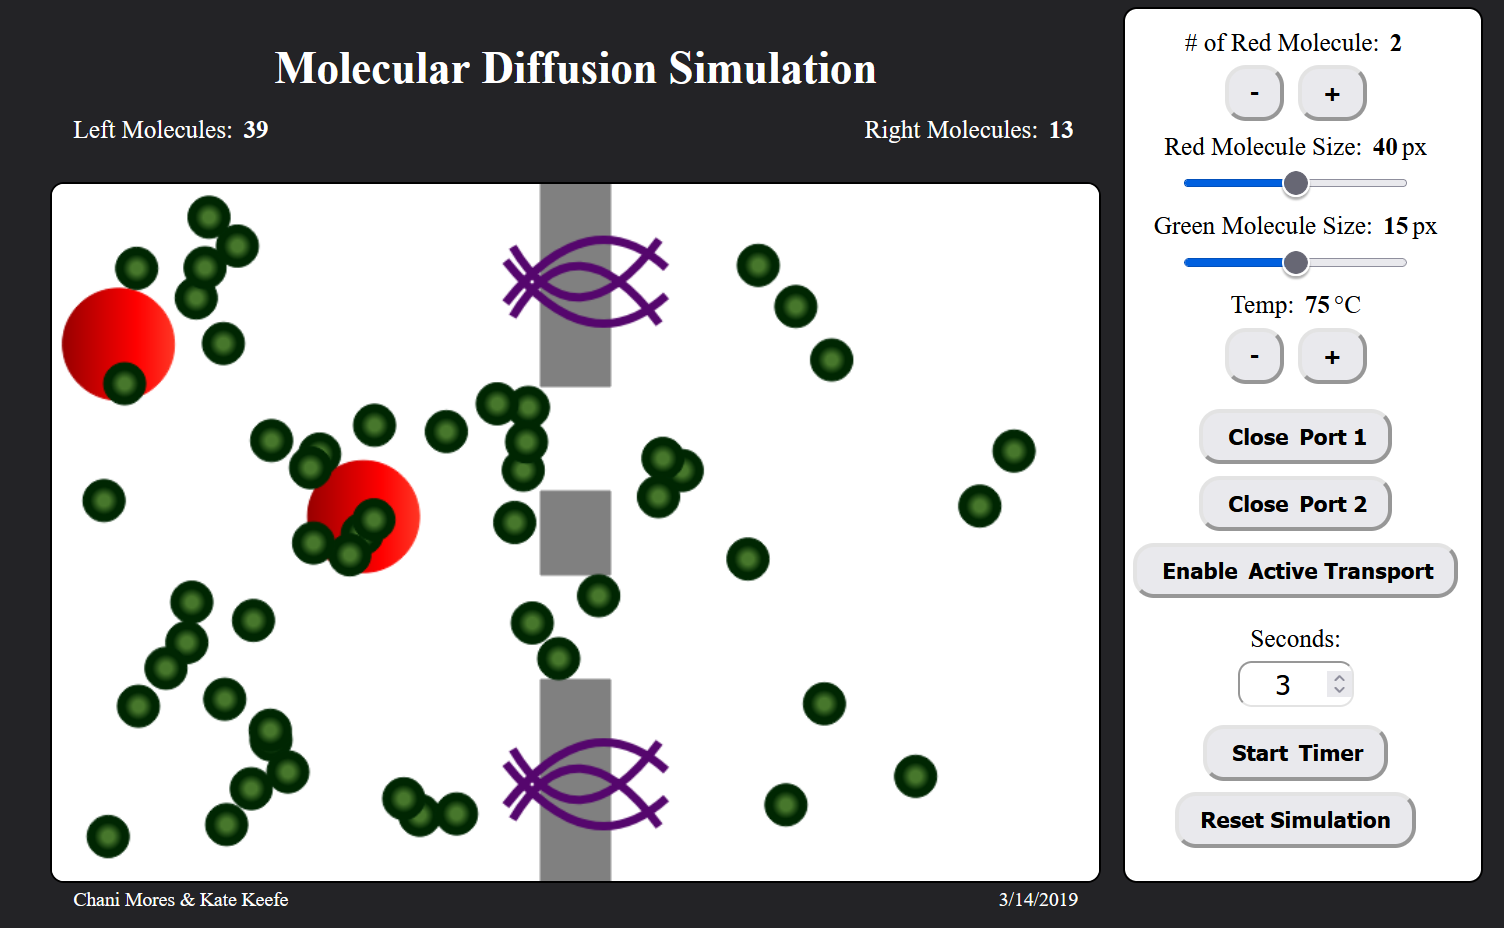 Molecular Diffusion Simulation
Left Molecules: 39
Right Molecules: 13
Chani Mores & Kate Keefe
3/14/2019
# of Red Molecule: 2
- +
Red Molecule Size: 40 px
Green Molecule Size: 15 px
Temp: 75 °C
- +
Close Port 1
Close Port 2
Enable Active Transport
Seconds:
3
Start Timer
Reset Simulation